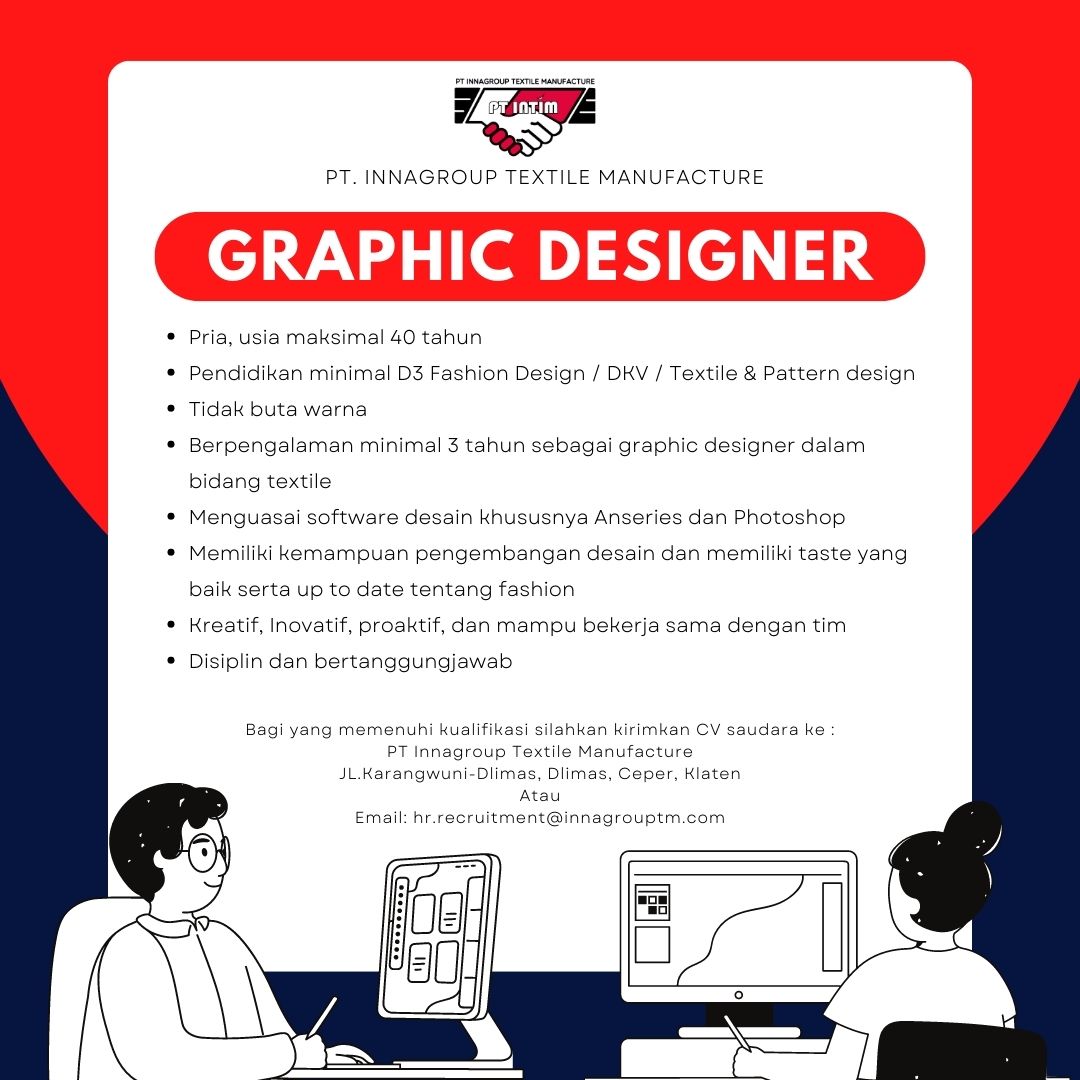 PT INNAGROUP TEXTILE MANUFACTURE
PT INTIM
PT. INNAGROUP TEXTILE MANUFACTURE
GRAPHIC DESIGNER
• Pria, usia maksimal 40 tahun
• Pendidikan minimal D3 Fashion Design / DKV / Textile & Pattern design
• Tidak buta warna
• Berpengalaman minimal 3 tahun sebagai graphic designer dalam
bidang textile
• Menguasai software desain khususnya Anseries dan Photoshop
• Memiliki kemampuan pengembangan desain dan memiliki taste yang
baik serta up to date tentang fashion
• Kreatif, Inovatif, proaktif, dan mampu bekerja sama dengan tim
• Disiplin dan bertanggungjawab
Bagi yang memenuhi kualifikasi silahkan kirimkan CV saudara ke :
PT Innagroup Textile Manufacture
JL.Karangwuni-Dlimas, Dlimas, Ceper, Klaten
Atau
Email: hr.recruitment@innagrouptm.com